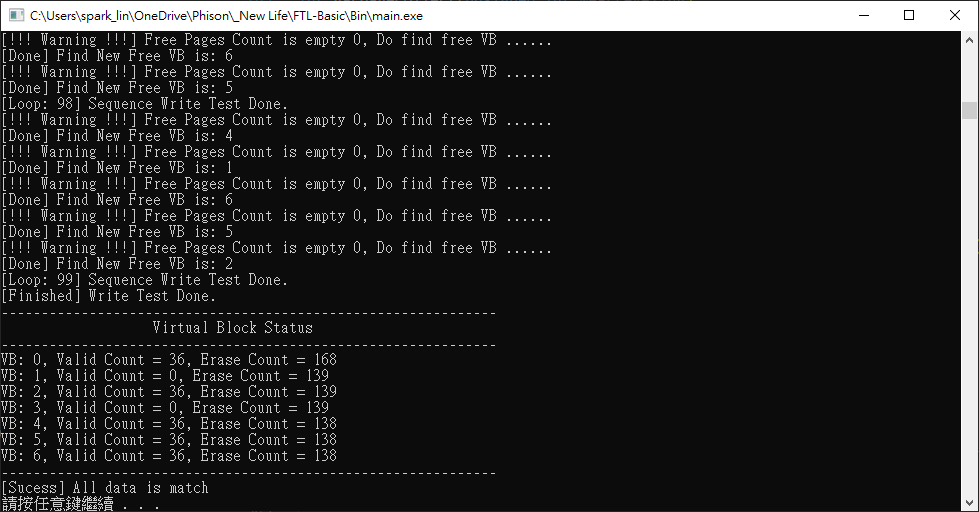 C:\Users\spark_lin\OneDrive\Phison\_New Life\FTL-Basic\Bin\main.exe
[!!! Warning !!!] Free Pages Count is empty 0, Do find free VB ......
[Done] Find New Free VB is: 6
[!!! Warning !!!] Free Pages Count is empty 0, Do find free VB ......
[Done] Find New Free VB is: 5
[Loop: 98] Sequence Write Test Done.
[!!! Warning !!!] Free Pages Count is empty 0, Do find free VB ......
[Done] Find New Free VB is: 4
[!!! Warning !!!] Free Pages Count is empty 0, Do find free VB ......
[Done] Find New Free VB is: 1
[!!! Warning !!!] Free Pages Count is empty 0, Do find free VB ......
[Done] Find New Free VB is: 6
[!!! Warning !!!] Free Pages Count is empty 0, Do find free VB ......
[Done] Find New Free VB is: 5
[!!! Warning !!!] Free Pages Count is empty 0, Do find free VB ......
[Done] Find New Free VB is: 2
[Loop: 99] Sequence Write Test Done.
[Finished] Write Test Done.
--------------------------------------------------------------
Virtual Block Status
--------------------------------------------------------------
VB: 0, Valid Count = 36, Erase Count = 168
VB: 1, Valid Count = 0, Erase Count = 139
VB: 2, Valid Count = 36, Erase Count = 139
VB: 3, Valid Count = 0, Erase Count = 139
VB: 4, Valid Count = 36, Erase Count = 138
VB: 5, Valid Count = 36, Erase Count = 138
VB: 6, Valid Count = 36, Erase Count = 138
--------------------------------------------------------------
[Sucess] All data is match
請按任意鍵繼續 . . .